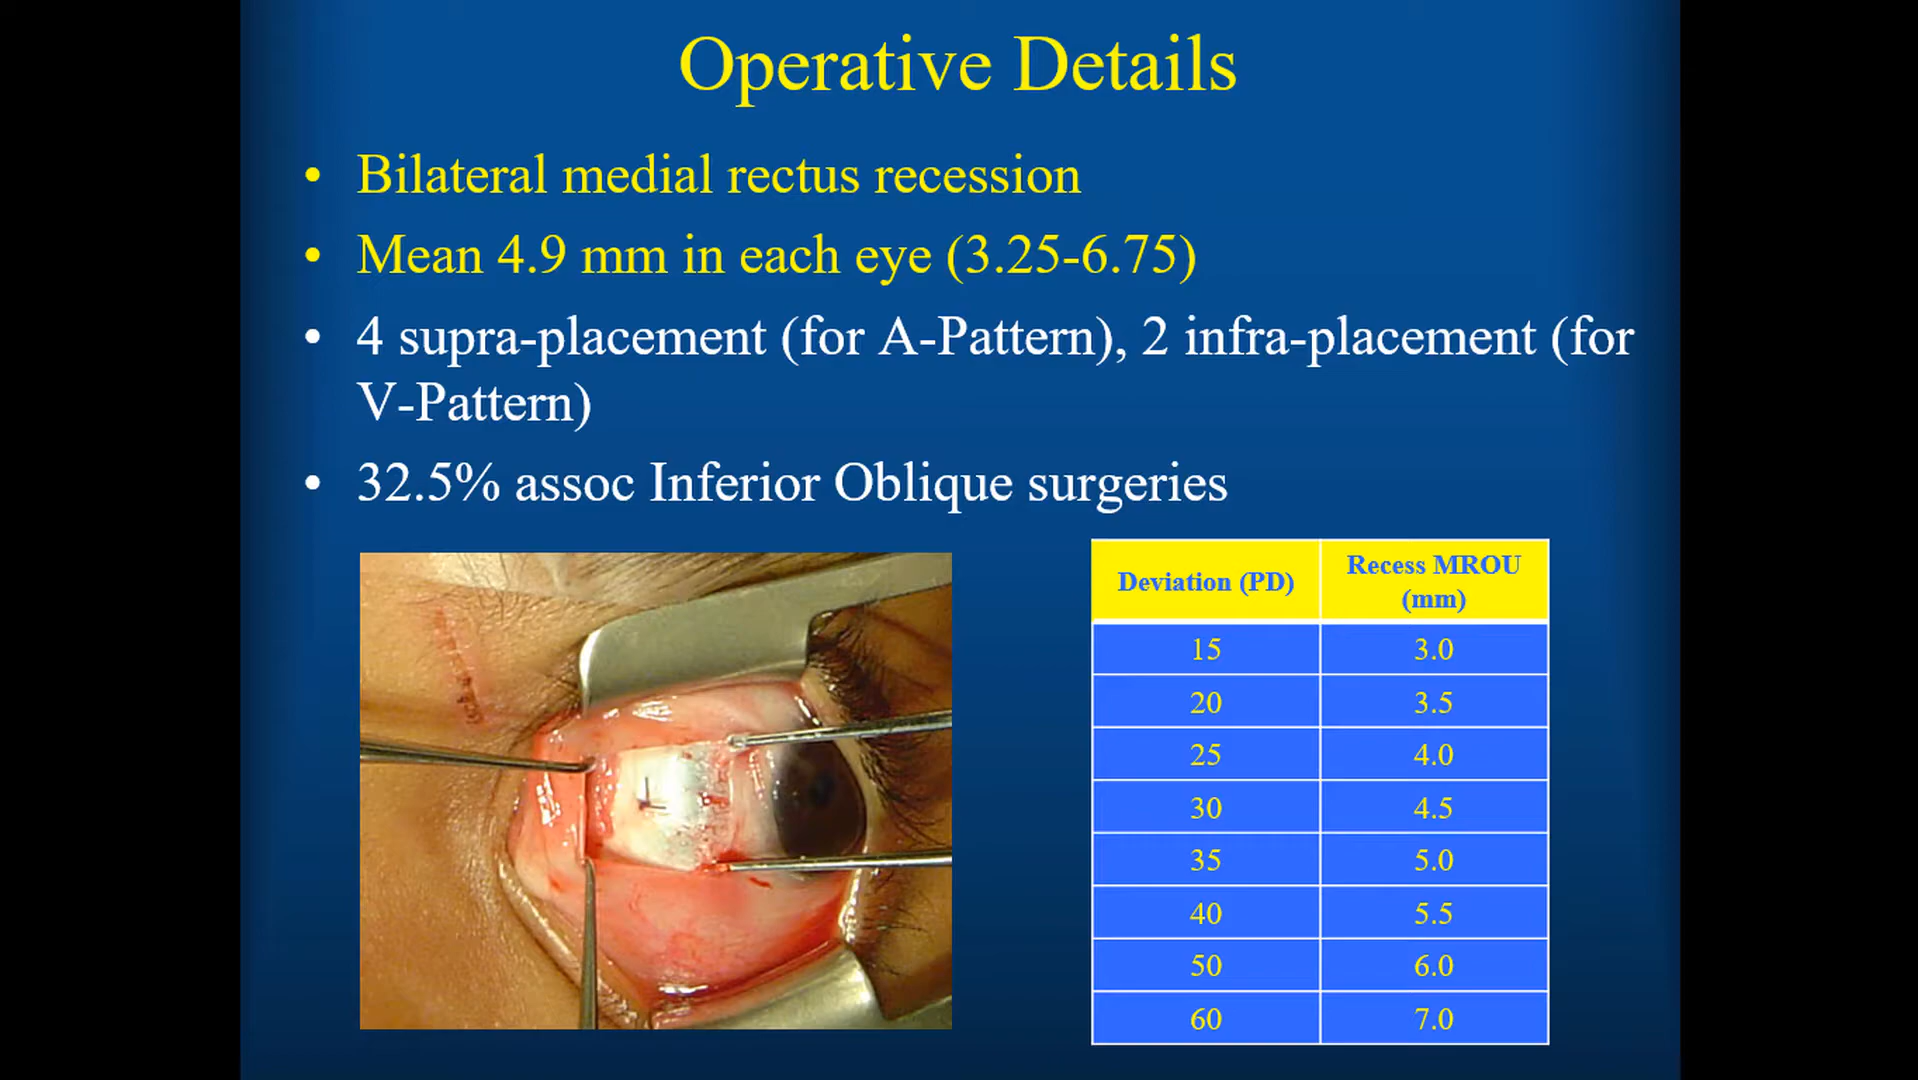 Operative Details
• Bilateral medial rectus recession
• Mean 4.9 mm in each eye (3.25-6.75)
• 4 supra-placement (for A-Pattern), 2 infra-placement (for
V-Pattern)
• 32.5% assoc Inferior Oblique surgeries
Deviation (PD) Recess MROU
(mm)
15 3.0
20 3.5
25 4.0
30 4.5
35 5.0
40 5.5
50 6.0
60 7.0